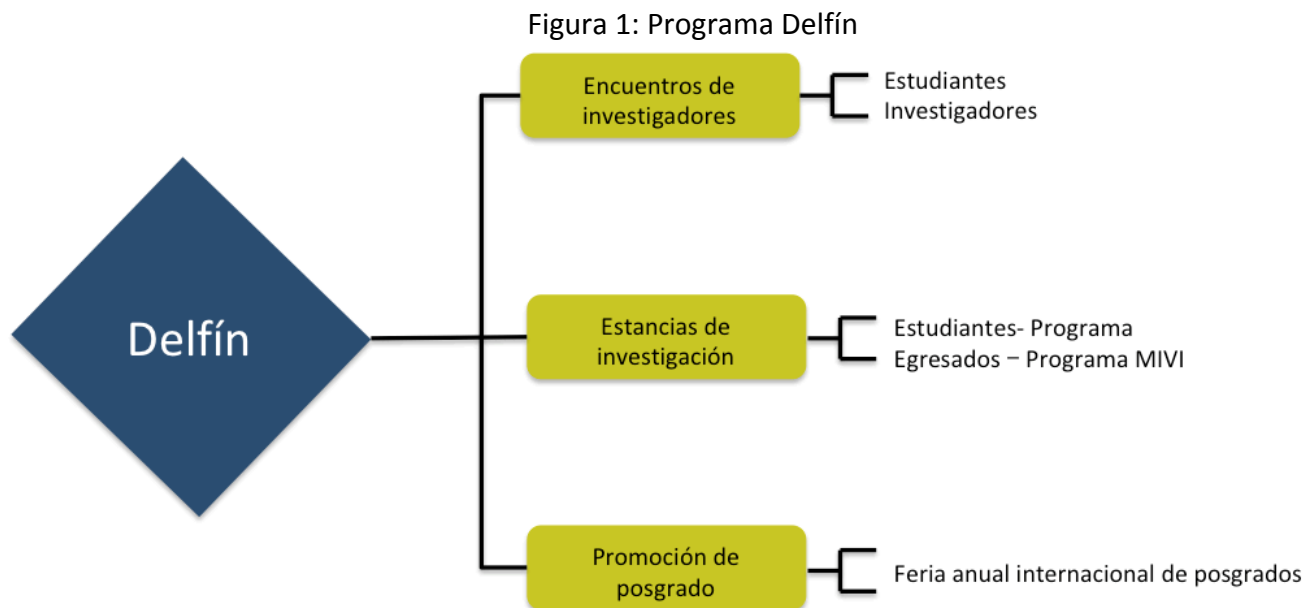 Figura 1: Programa Delfín
Encuentros de
investigadores
Estudiantes
Investigadores
Delfín
Estancias de
investigación
Estudiantes- Programa
Egresados – Programa MIVI
Promoción de
posgrado
Feria anual internacional de posgrados